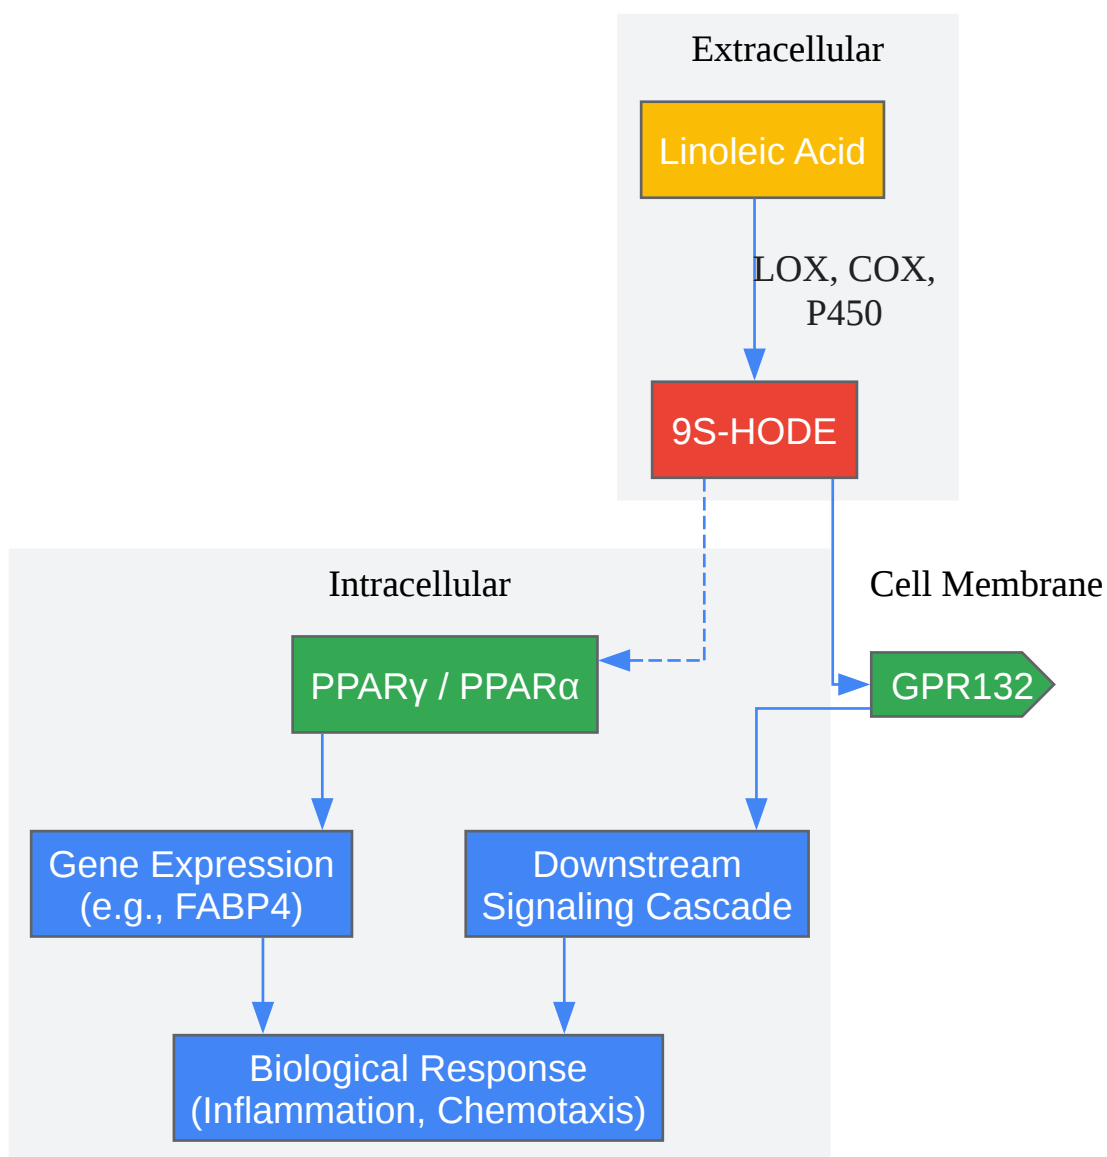 Extracellular
Linoleic Acid
LOX, COX,
P450
9S-HODE
Intracellular
Cell Membrane
PPARγ / PPARα
GPR132
Gene Expression
(e.g., FABP4)
Downstream
Signaling Cascade
Biological Response
(Inflammation, Chemotaxis)